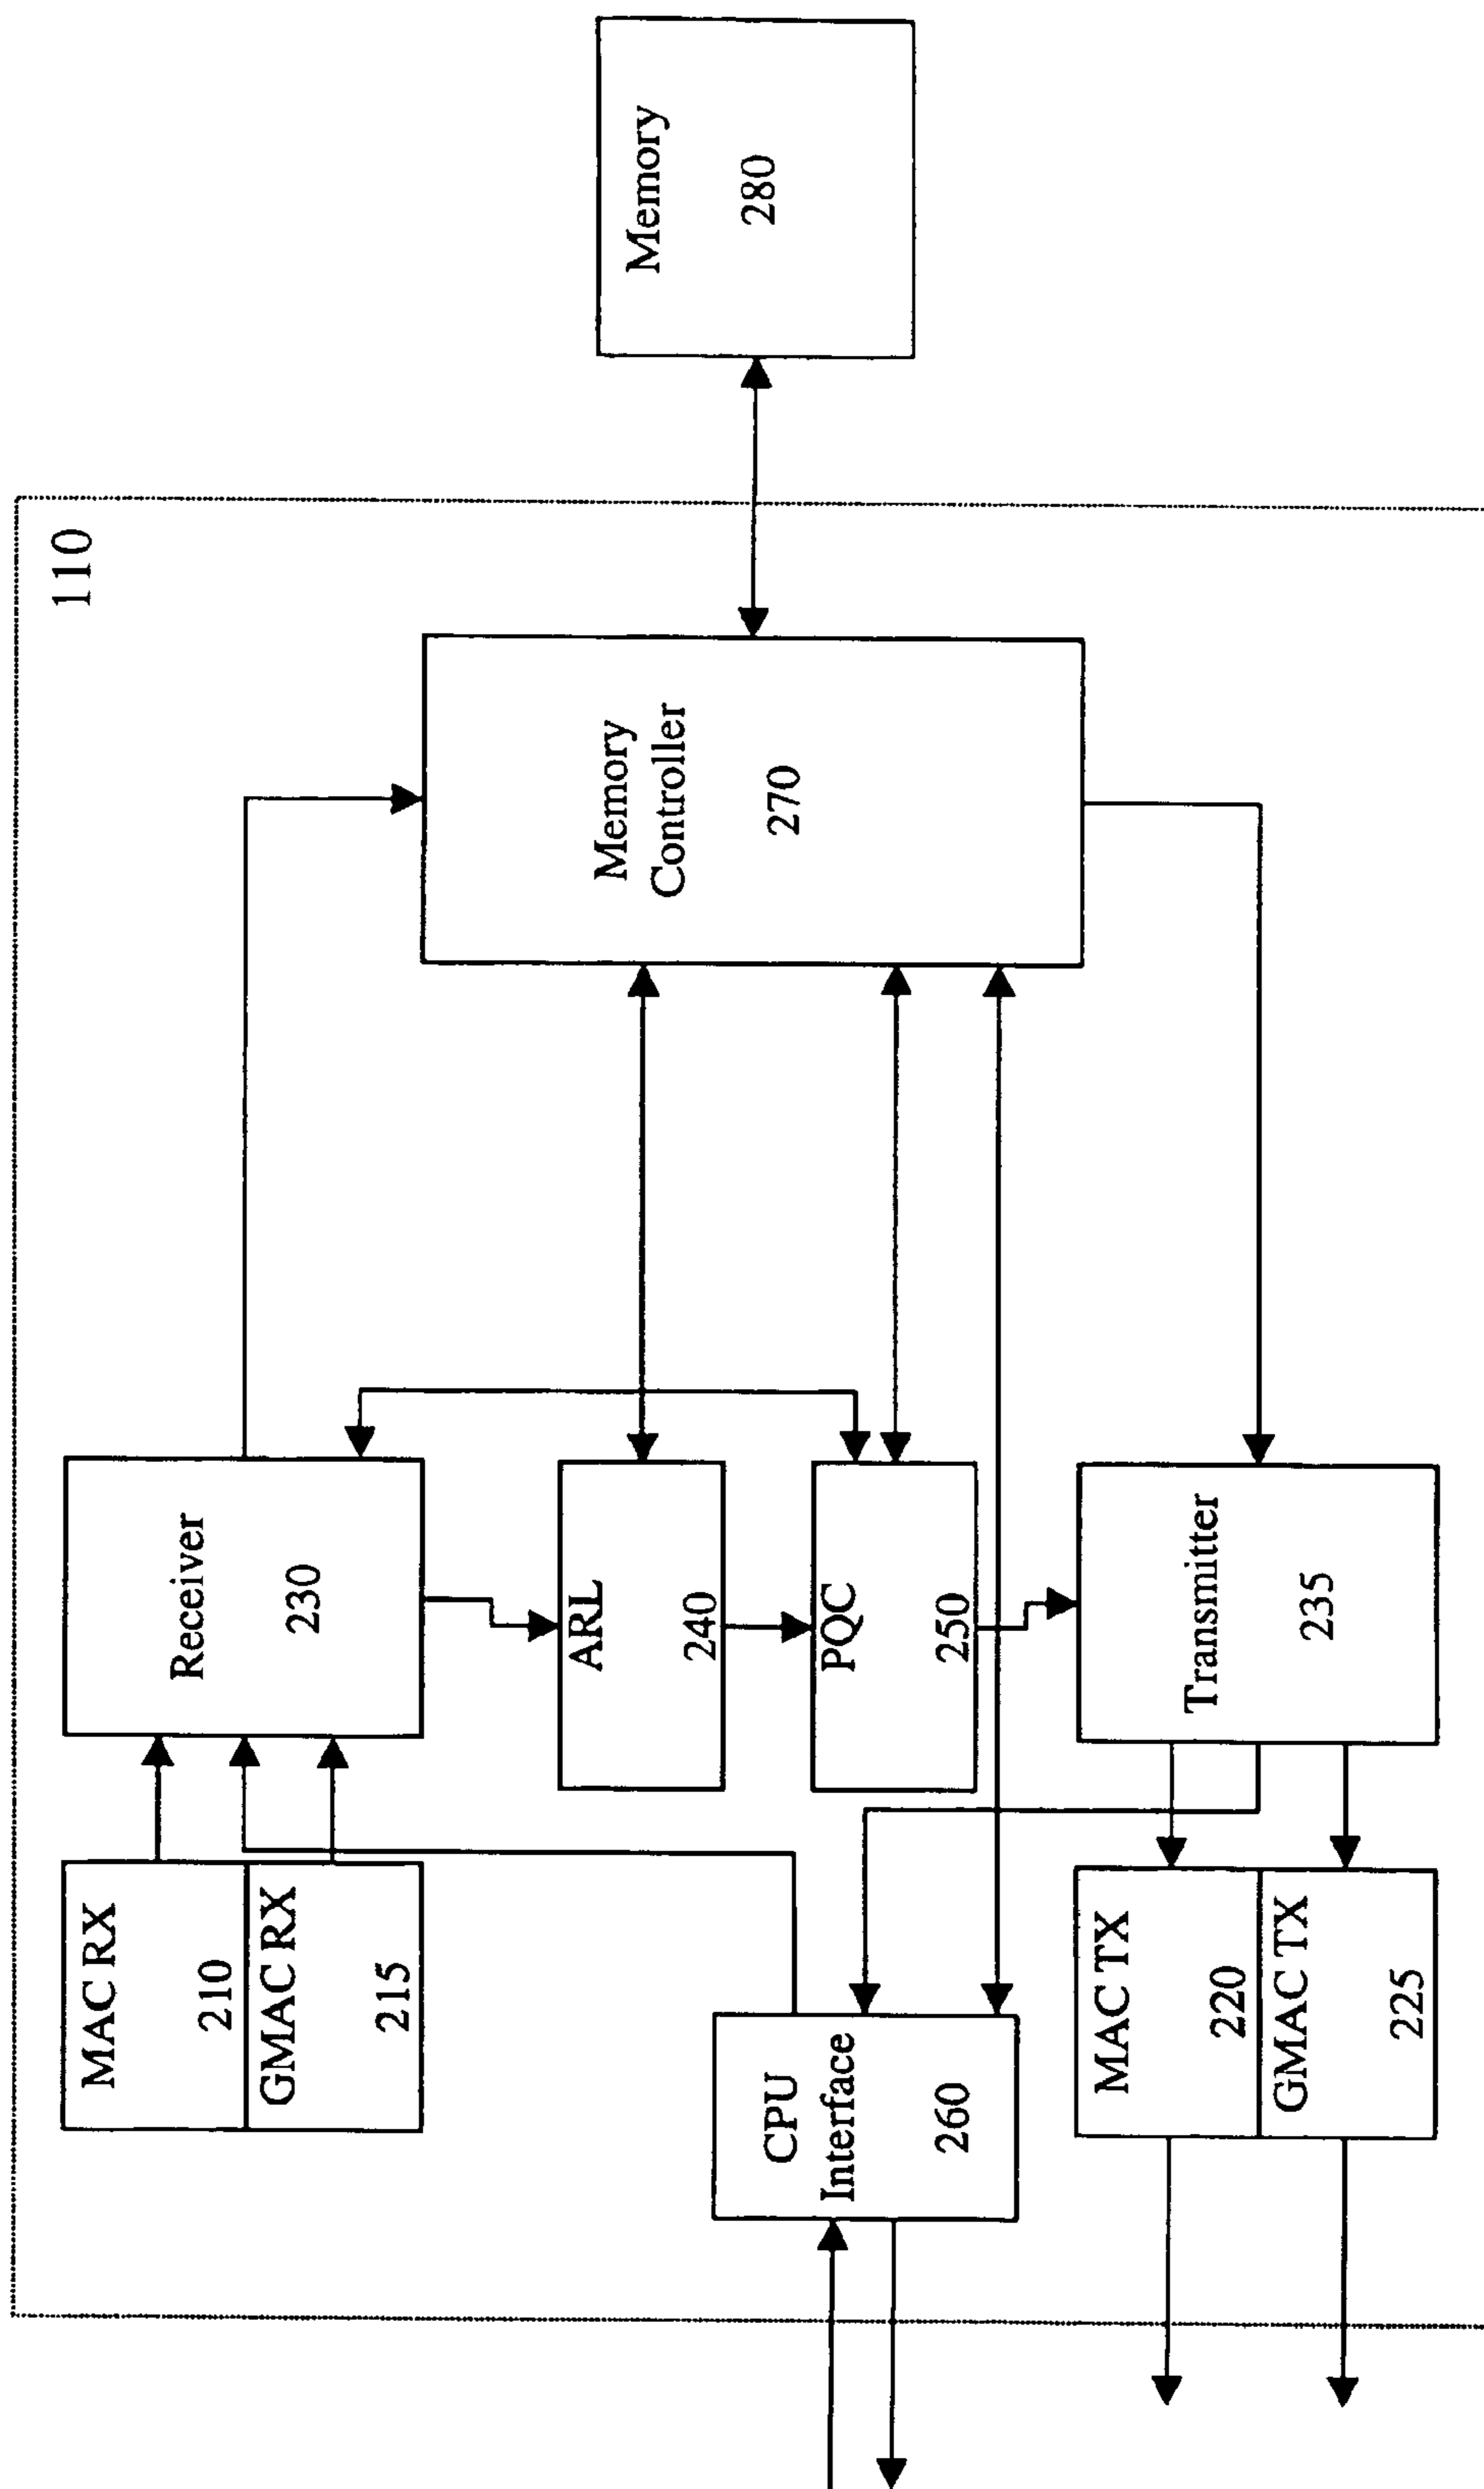 110
MAC RX
210
GMAC RX
215
Receiver
230
ARL
240
PQC
250
CPU
Interface
260
Memory
Controller
270
Memory
280
MAC TX
220
GMAC TX
225
Transmitter
235